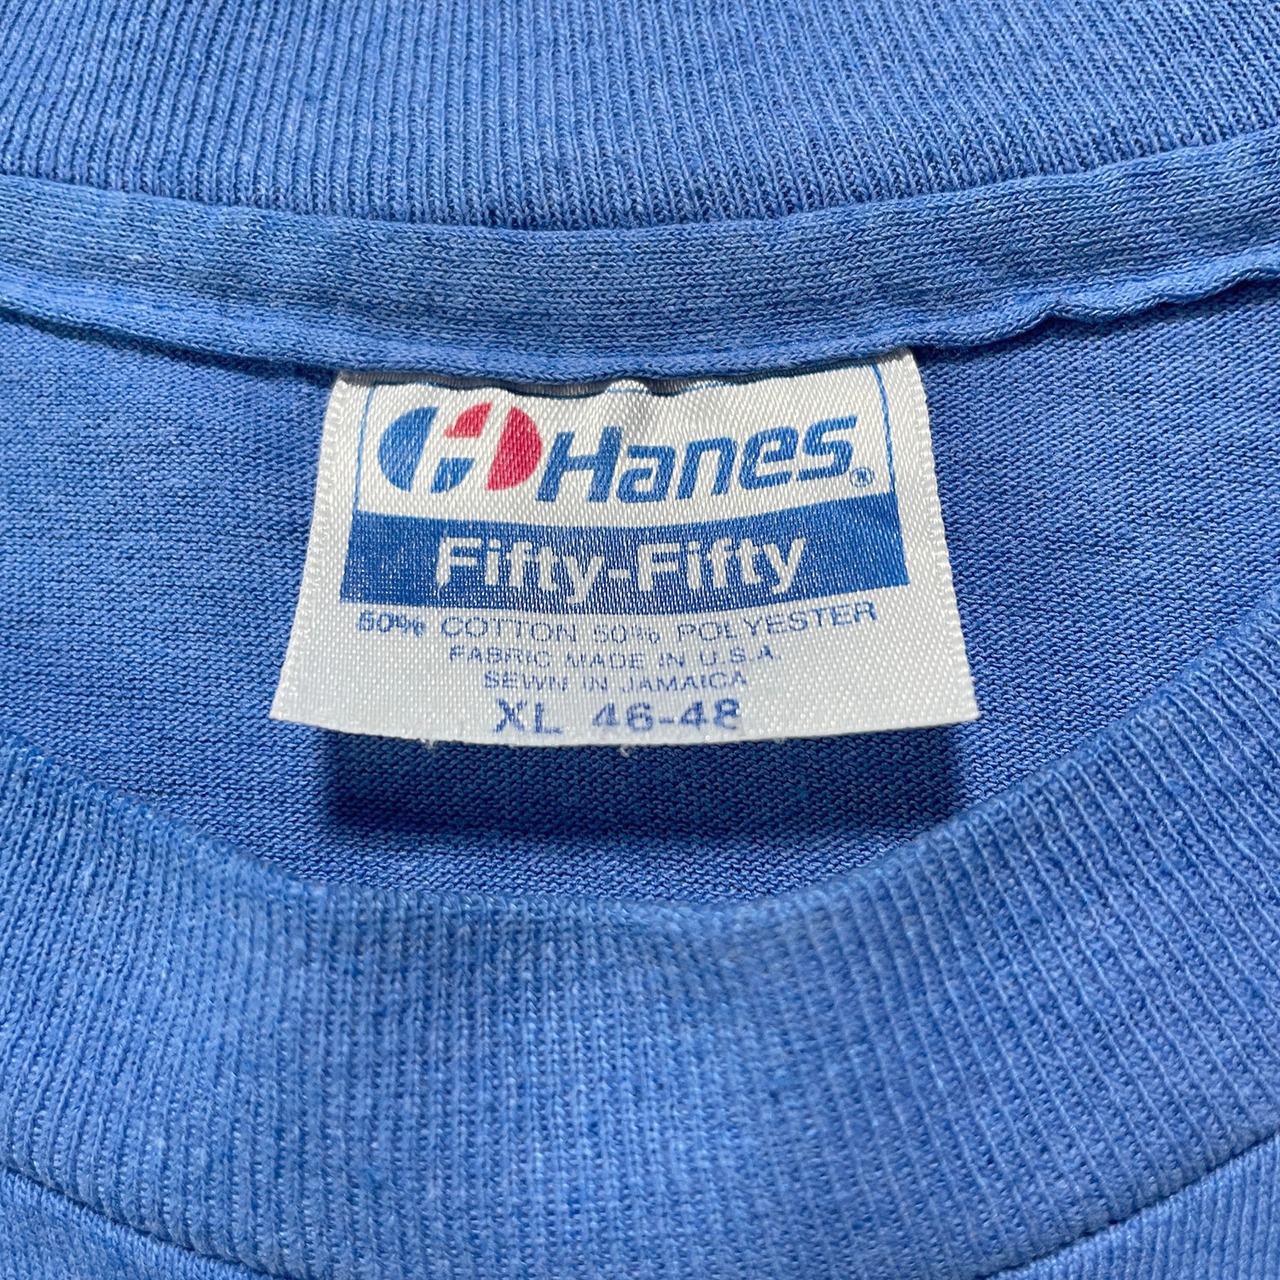 H Hanes®
Fifty-Fifty
50% COTTON 50% POLYESTER
FABRIC MADE IN U.S.A.
SEWN IN JAMAICA
XL 46-48